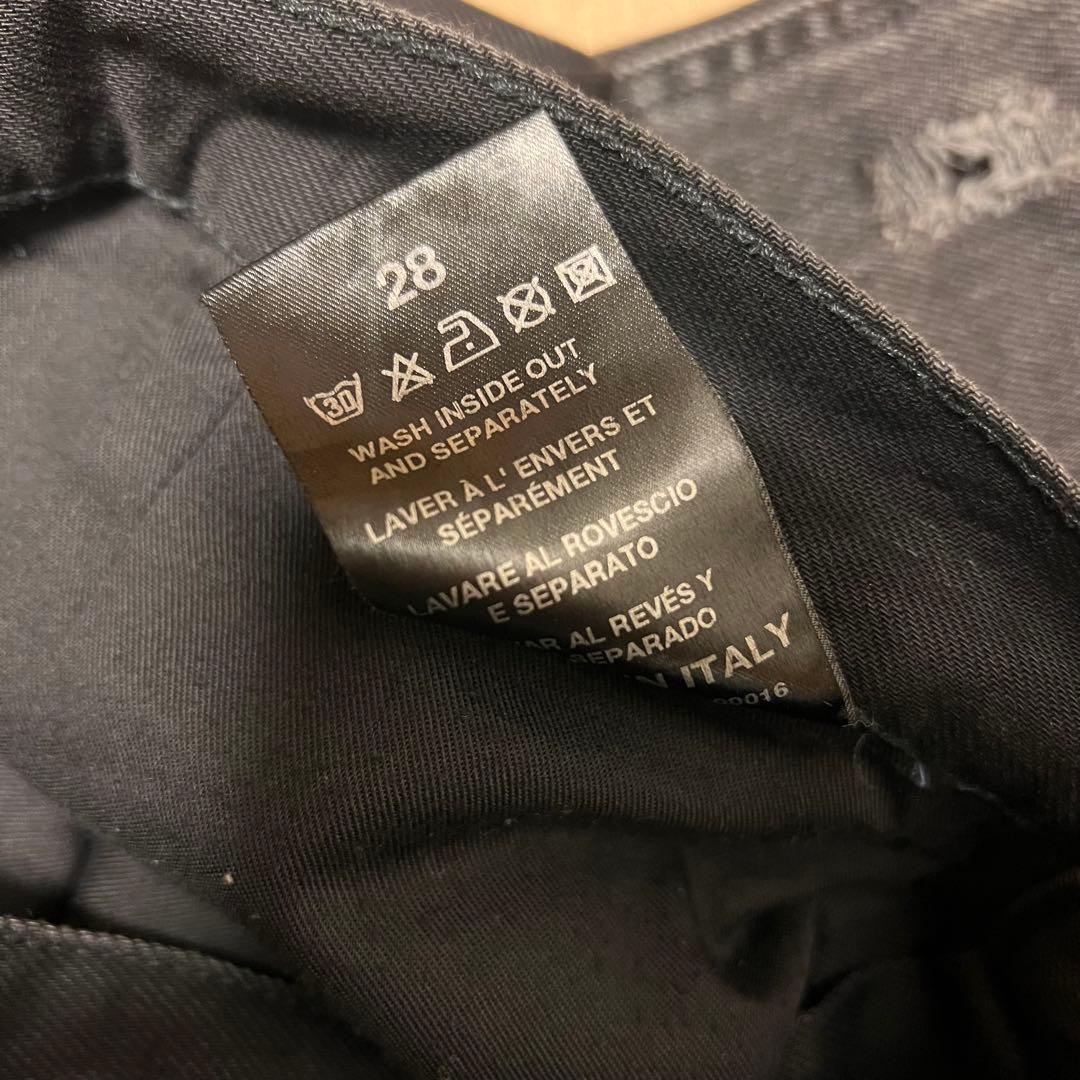 28
30
WASH INSIDE OUT
AND SEPARATELY
LAVER À L' ENVERS ET
SÉPARÉMENT
LAVARE AL ROVESCIO
E SEPARATO
AL REVÉS Y
SEPARADO
ITALY